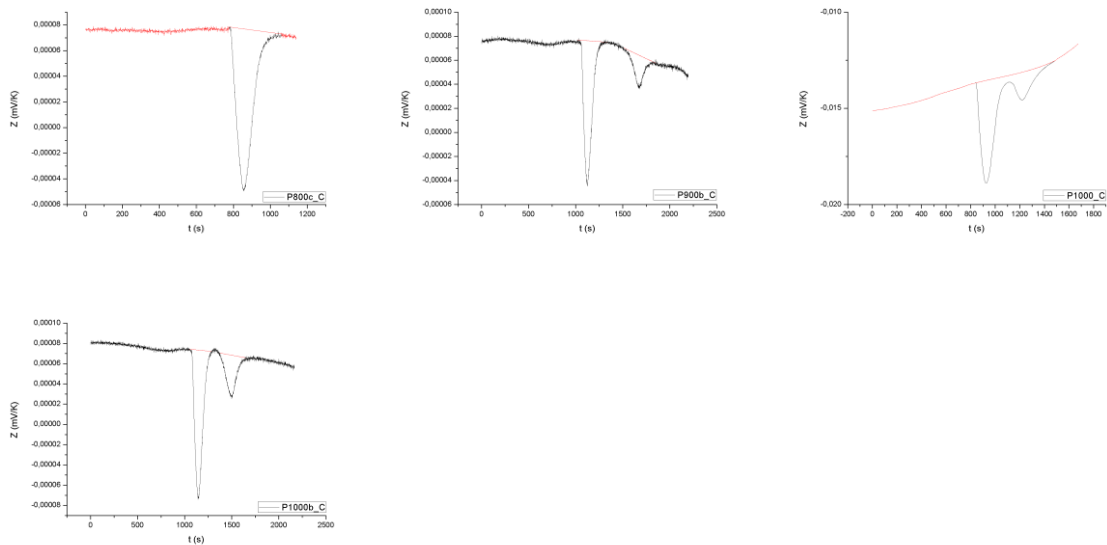 0,00008
0,00006
0,00004
0,00002
0,00000
-0,00002
-0,00004
-0,00006
Z (mV/K)
0 200 400 600 800 1000 1200
t (s)
P800c_C
0,00010
0,00008
0,00006
0,00004
0,00002
0,00000
-0,00002
-0,00004
-0,00006
Z (mV/K)
0 500 1000 1500 2000 2500
t (s)
P900b_C
-0,010
-0,015
-0,020
Z (mV/K)
-200 0 200 400 600 800 1000 1200 1400 1600 1800
t (s)
P1000_C
0,00010
0,00008
0,00006
0,00004
0,00002
0,00000
-0,00002
-0,00004
-0,00006
-0,00008
Z (mV/K)
0 500 1000 1500 2000 2500
t (s)
P1000b_C